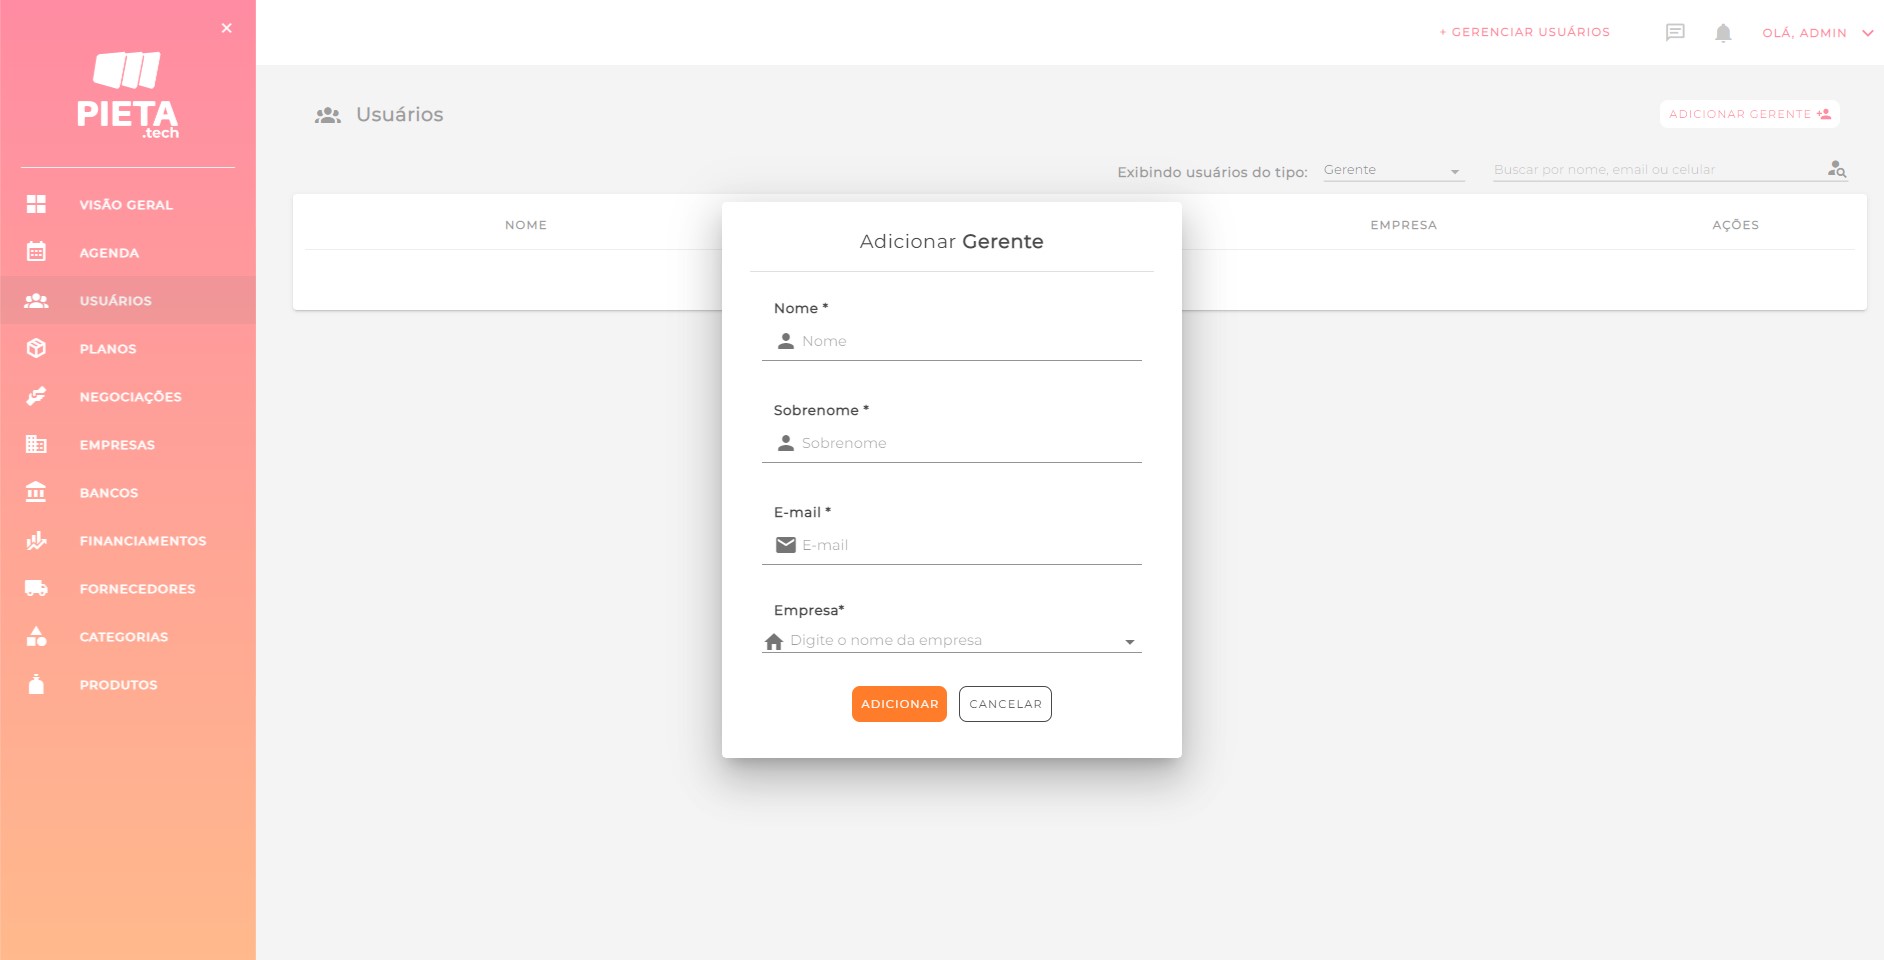 PIETA
.tech
VISÃO GERAL
AGENDA
USUÁRIOS
PLANOS
NEGOCIAÇÕES
EMPRESAS
BANCOS
FINANCIAMENTOS
FORNECEDORES
CATEGORIAS
PRODUTOS
+ GERENCIAR USUÁRIOS
OLÁ, ADMIN
Usuários
ADICIONAR GERENTE
Exibindo usuários do tipo: Gerente
Buscar por nome, email ou celular
NOME EMPRESA AÇÕES
Adicionar Gerente
Nome *
Nome
Sobrenome *
Sobrenome
E-mail *
E-mail
Empresa*
Digite o nome da empresa
ADICIONAR CANCELAR